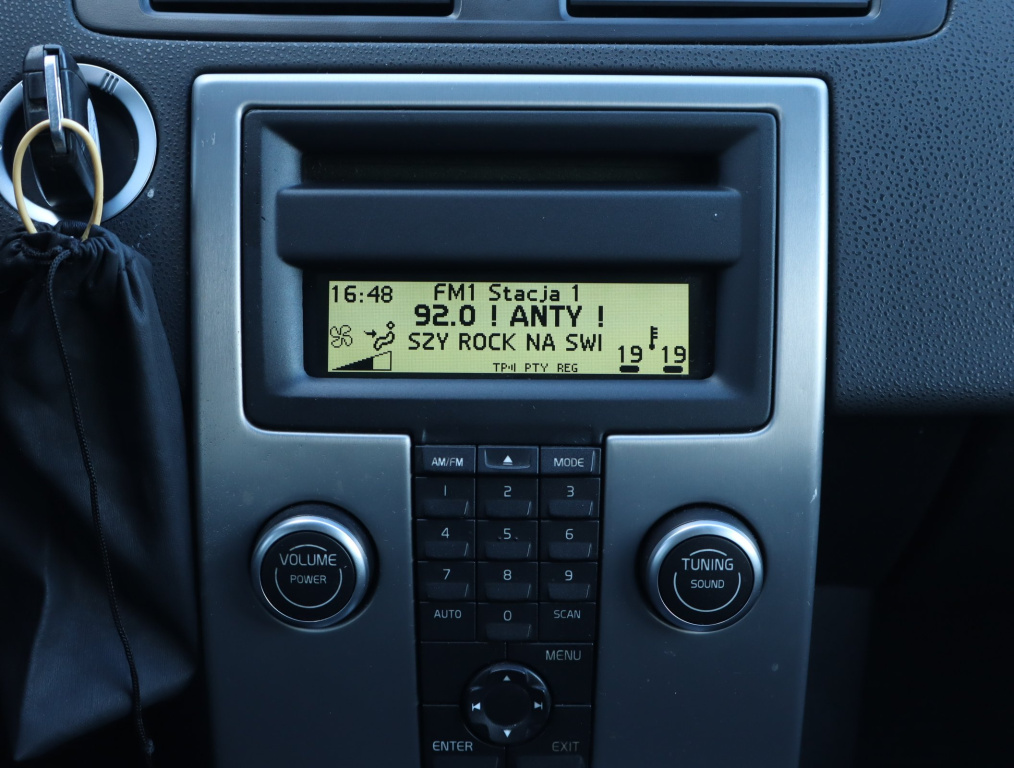 16:48 FM1 Stacja 1
92.0 ! ANTY !
SZY ROCK NA SWI
19 19
TP PTY REG
AM/FM MODE
1 2 3
4 5 6
7 8 9
AUTO 0 SCAN
VOLUME
POWER
TUNING
SOUND
MENU
ENTER EXIT